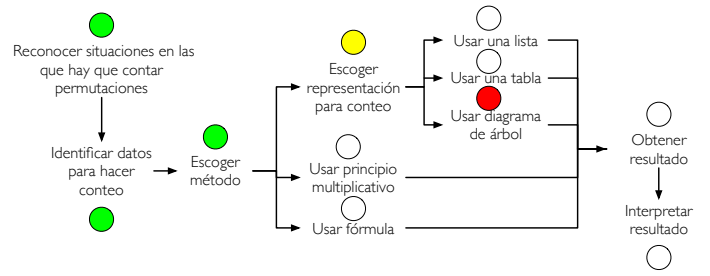 Reconocer situaciones en las
que hay que contar
permutaciones
Identificar datos
para hacer
conteo
Escoger
método
Escoger
representación
para conteo
Usar principio
multiplicativo
Usar fórmula
Usar una lista
Usar una tabla
Usar diagrama
de árbol
Obtener
resultado
Interpretar
resultado